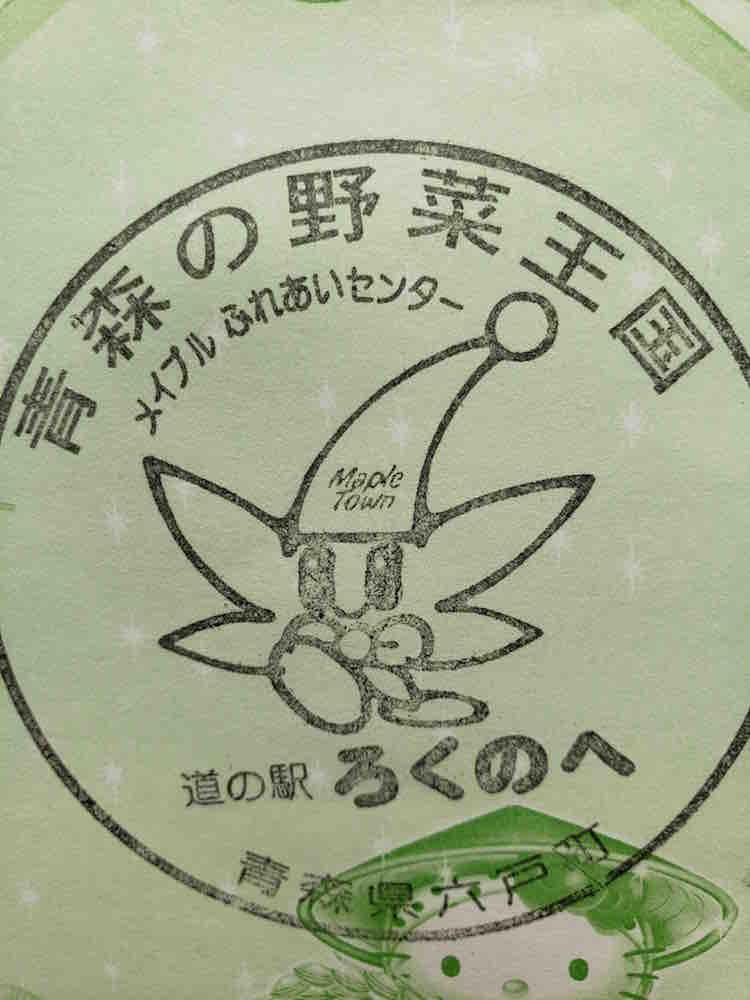 青森の野菜王国
メイプル ふれあいセンター
Maple
Town
道の駅 ろくのへ
青森県六戸町